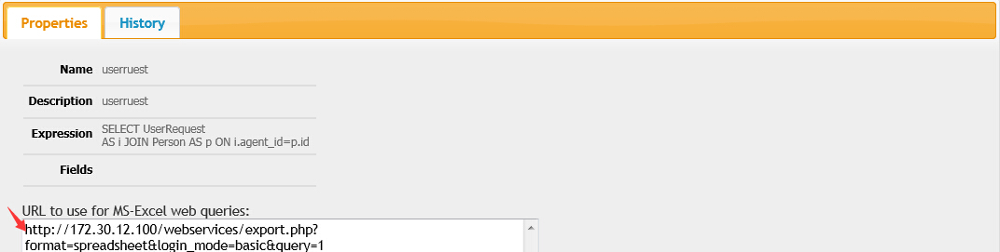 Properties History
Name userruest
Description userruest
Expression SELECT UserRequest
AS i JOIN Person AS p ON i.agent_id=p.id
Fields
URL to use for MS-Excel web queries:
http://172.30.12.100/webservices/export.php?
format=spreadsheet&login_mode=basic&query=1